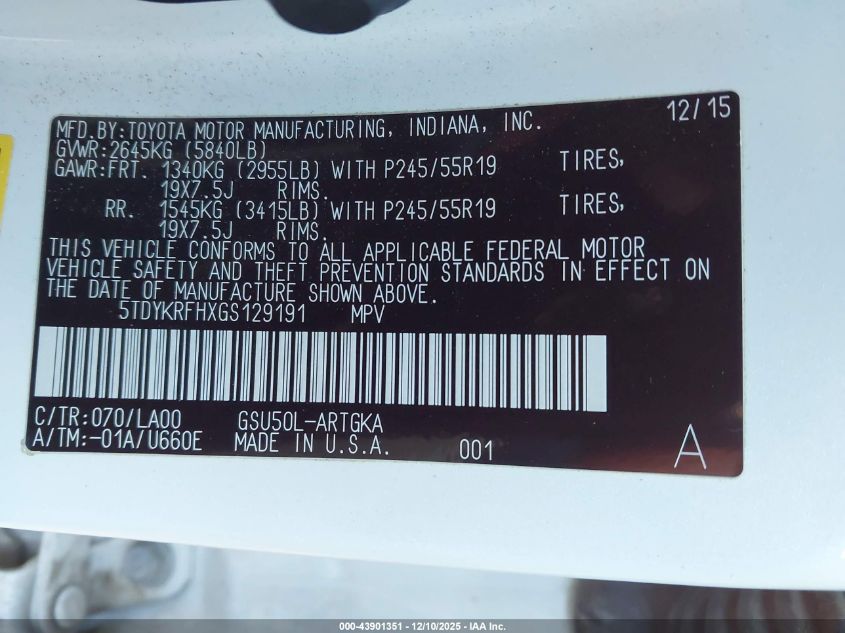 12/15
MFD.BY:TOYOTA MOTOR MANUFACTURING, INDIANA, INC.
GVWR:2645KG (5840LB)
GAWR:FRT. 1340KG (2955LB) WITH P245/55R19 TIRES,
19X7.5J RIMS.
RR. 1545KG (3415LB) WITH P245/55R19 TIRES,
19X7.5J RIMS.
THIS VEHICLE CONFORMS TO ALL APPLICABLE FEDERAL MOTOR
VEHICLE SAFETY AND THEFT PREVENTION STANDARDS IN EFFECT ON
THE DATE OF MANUFACTURE SHOWN ABOVE.
5TDYKRFHXGS129191 MPV
C/TR:070/LA00 GSU50L-ARTGKA
A/TM:-01A/U660E MADE IN U.S.A. 001 A
000-43901351 - 12/10/2025 - IAA Inc.